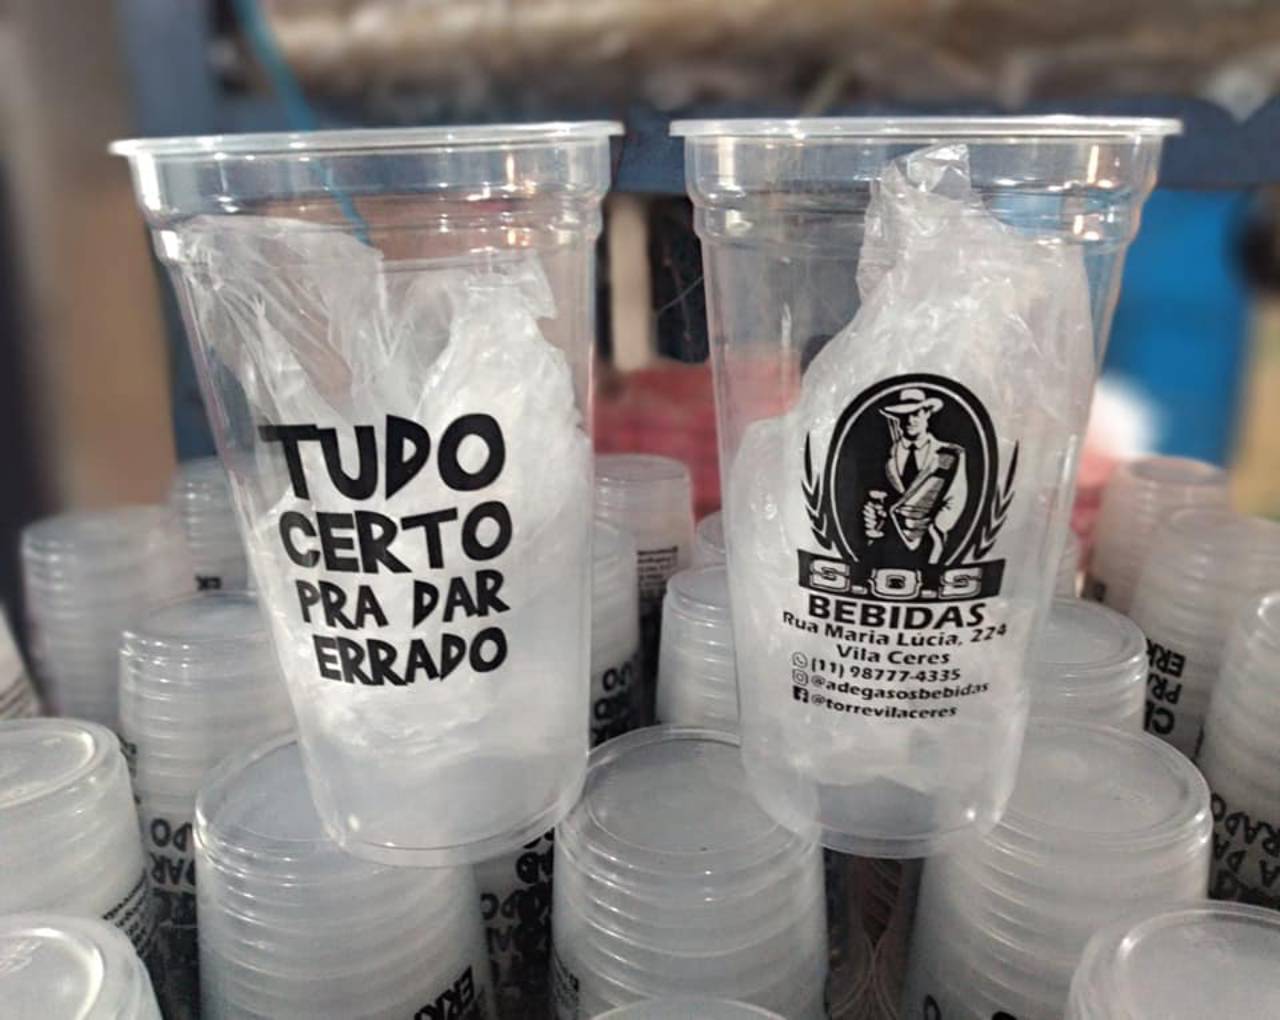 TUDO
CERTO
PRA DAR
ERRADO
S.O.S
BEBIDAS
Rua Maria Lúcia, 224
Vila Ceres
(11) 98777-4335
@adegasosbebidas
@torrevilaceres